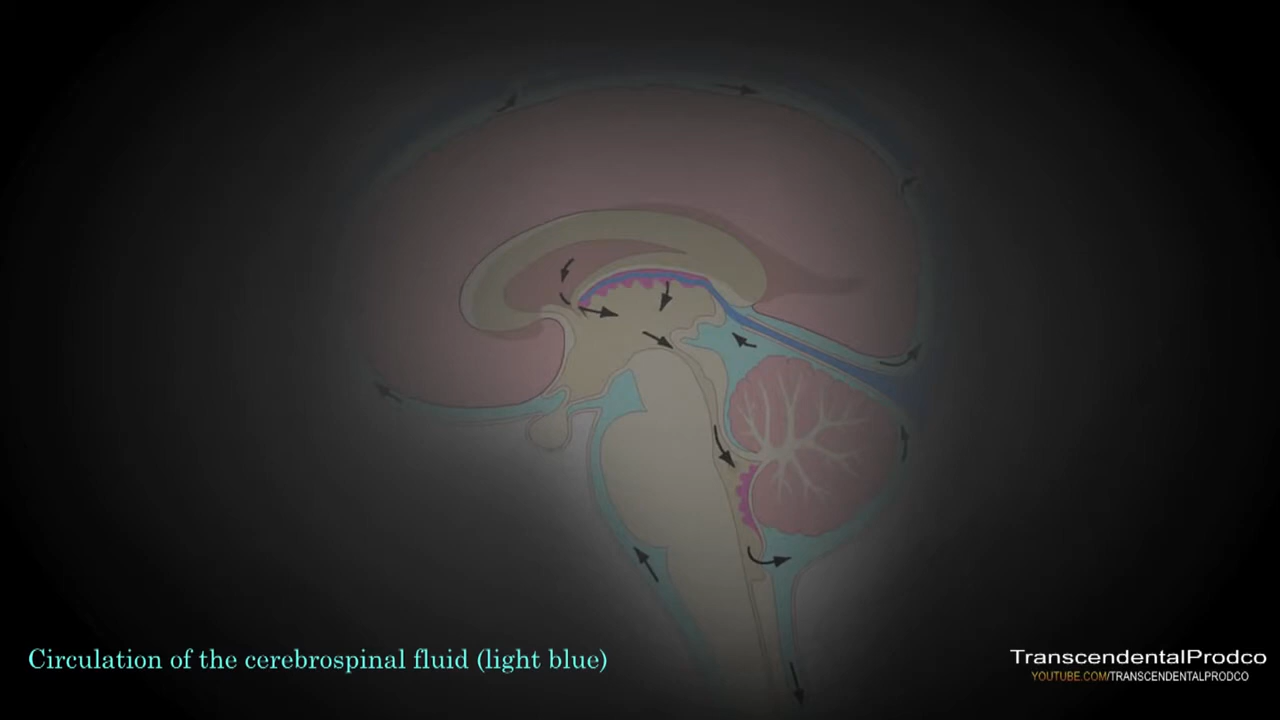 Circulation of the cerebrospinal fluid (light blue)
TranscendentalProdco
YOUTUBE.COM/TRANSCENDENTALPRODCO